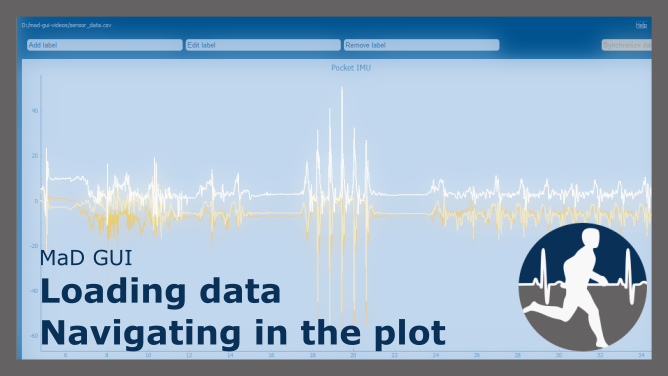 D:/mad-gui-videos/sensor_data.csv
Help
Add label
Edit label
Remove label
Synchronize da
Pocket IMU
40
20
0
-20
-40
-60
MaD GUI
Loading data
Navigating in the plot
6 8 10 12 14 16 18 20 22 24 26 28 30 32 34